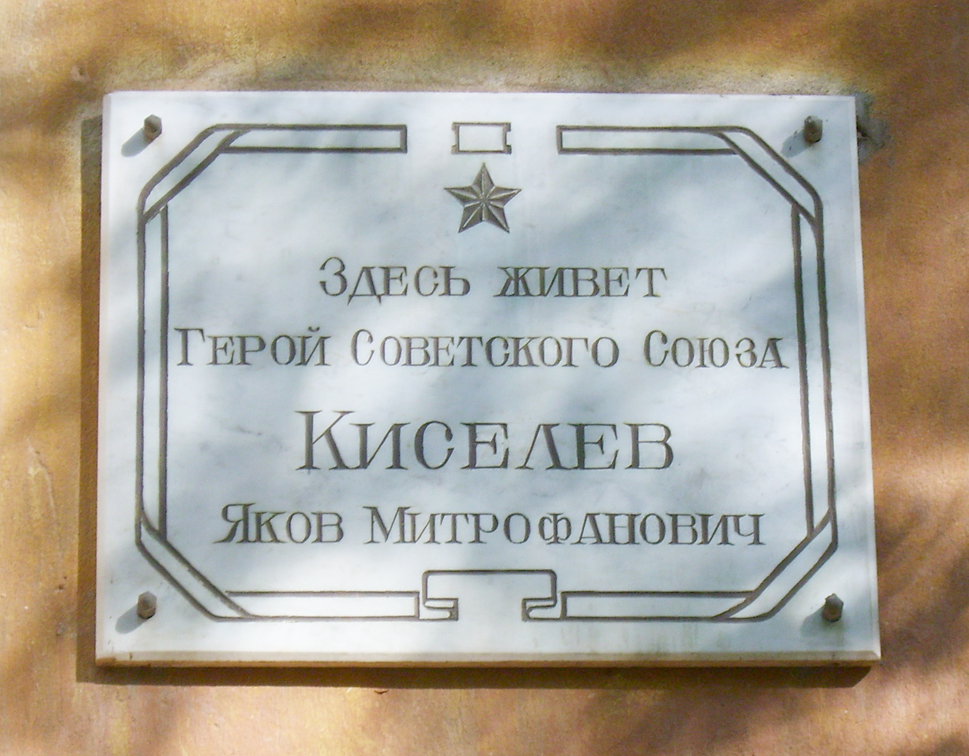 Здесь живет
Герой Советского Союза
Киселев
Яков Митрофанович